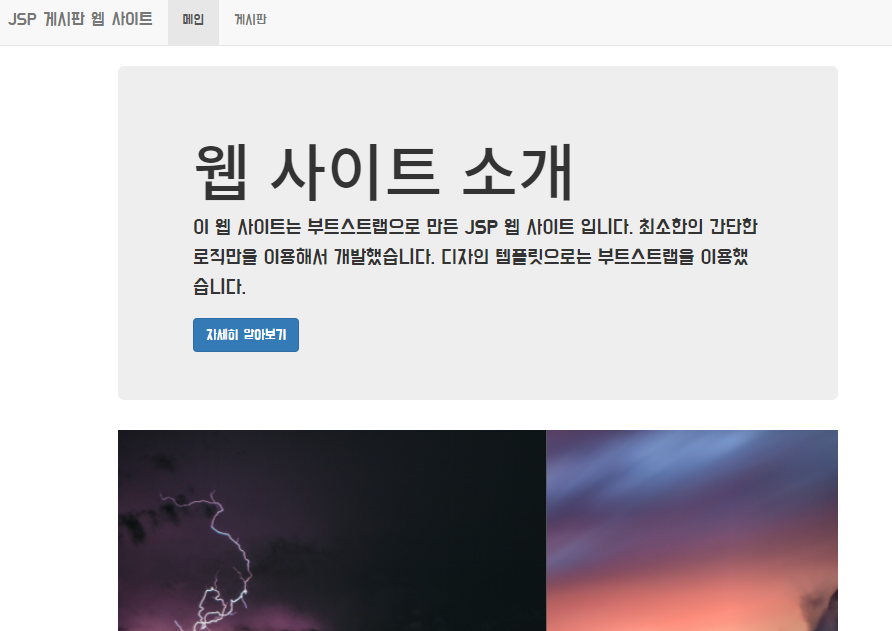 JSP 게시판 웹 사이트 메인 게시판
웹 사이트 소개
이 웹 사이트는 부트스트랩으로 만든 JSP 웹 사이트 입니다. 최소한의 간단한
로직만을 이용해서 개발했습니다. 디자인 템플릿으로는 부트스트랩을 이용했
습니다.
자세히 알아보기